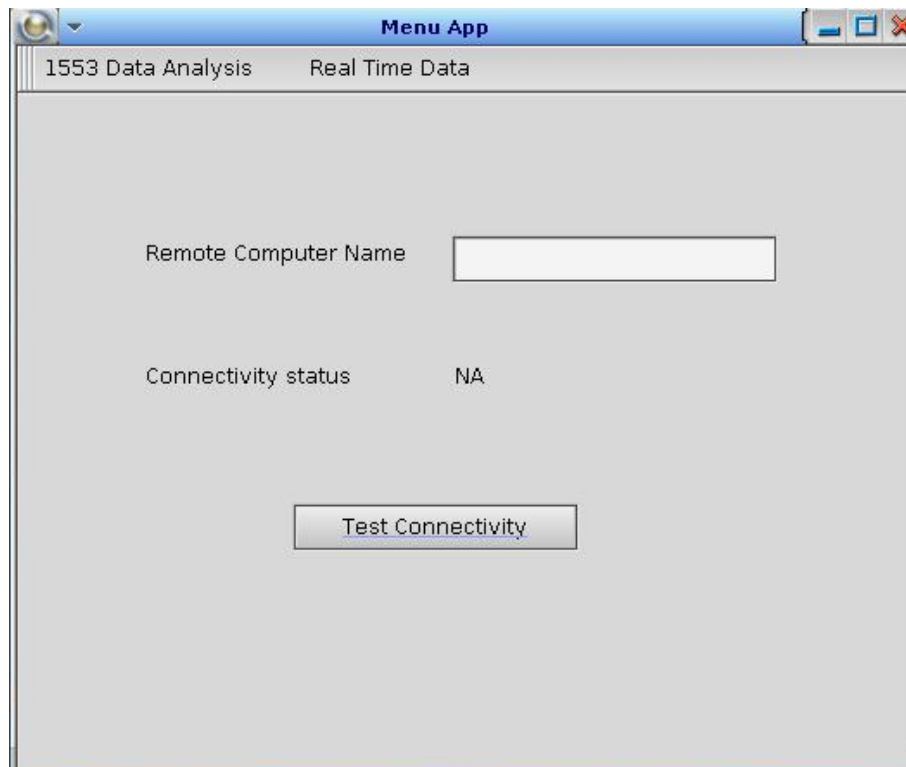 Menu App
1553 Data Analysis Real Time Data
Remote Computer Name
Connectivity status NA
Test Connectivity